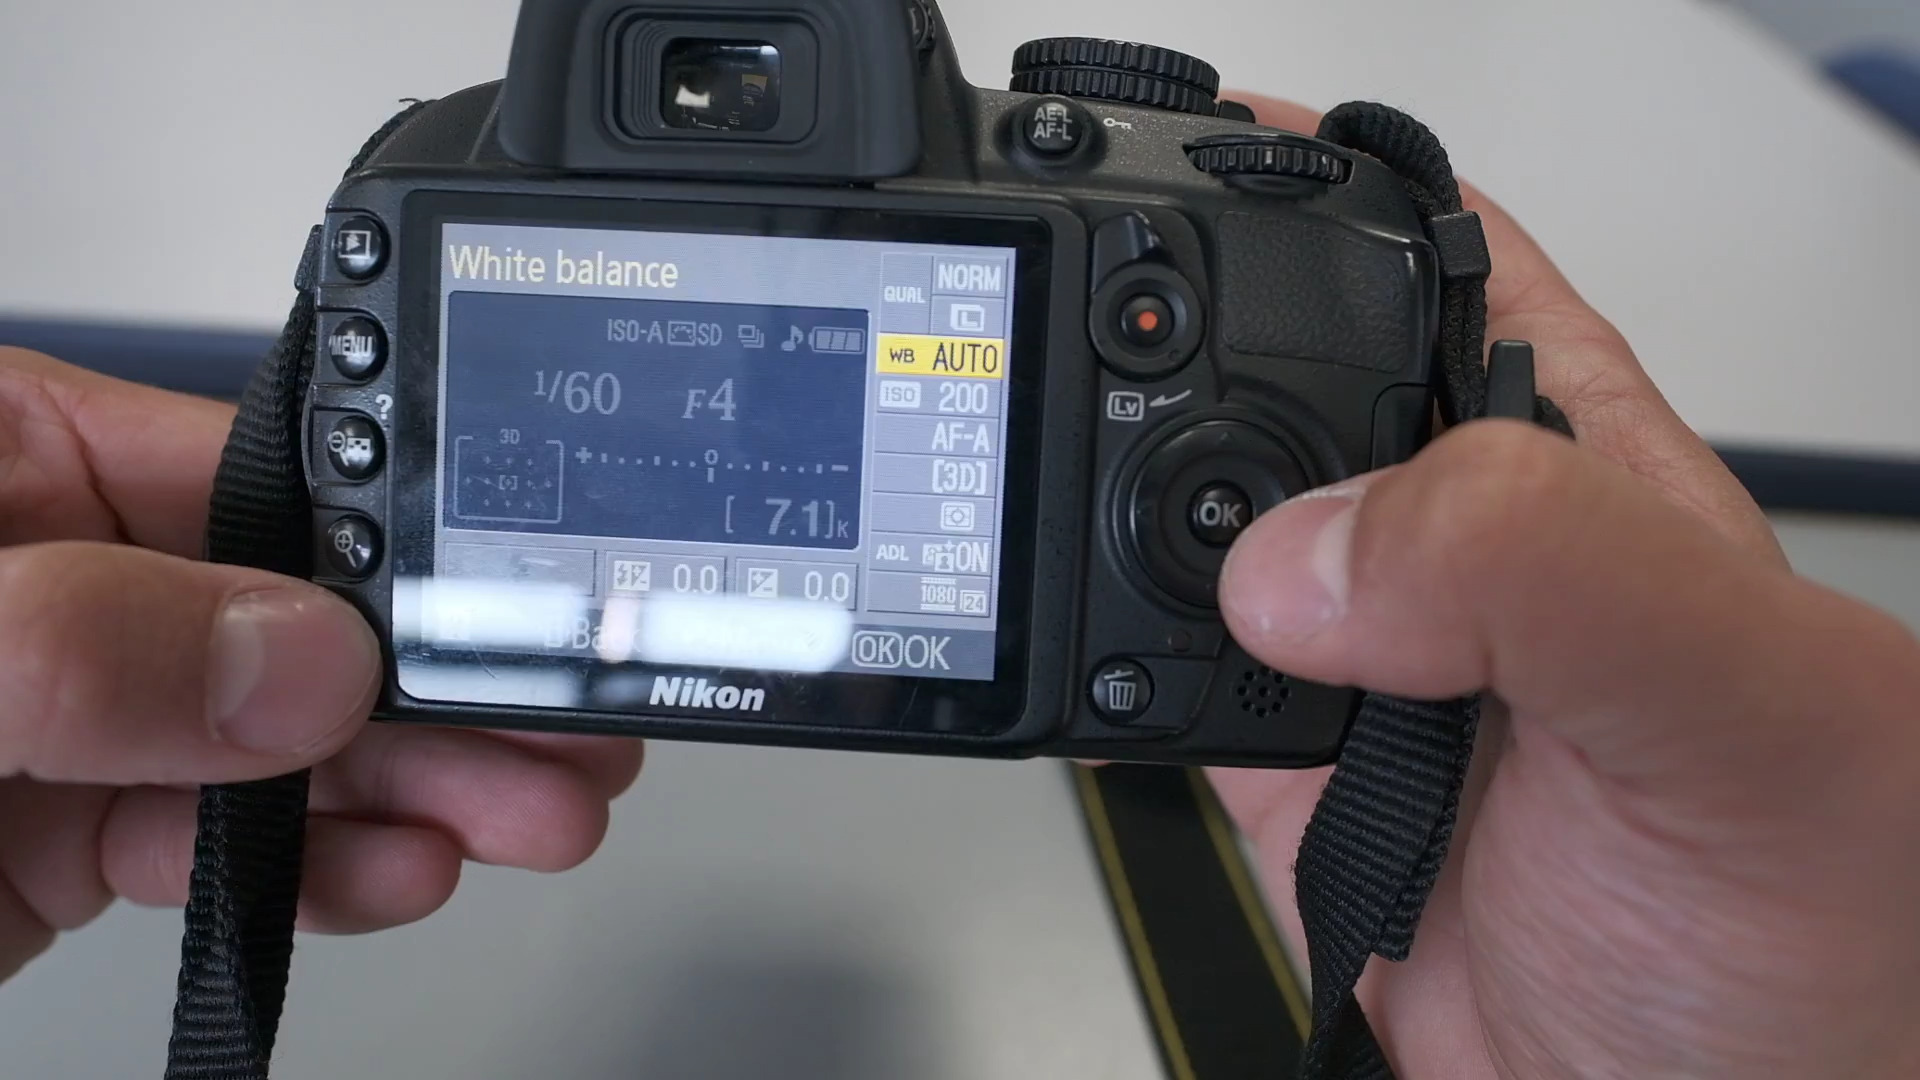 AE-L
AF-L
White balance
QUAL
NORM
L
ISO-A SD
WB AUTO
1/60 F4
ISO 200
MENU
?
AF-A
Lv
3D
[3D]
+ 0 -
[ 7.1]K
OK
ADL ON
0.0
0.0
1080 24
OK OK
Nikon